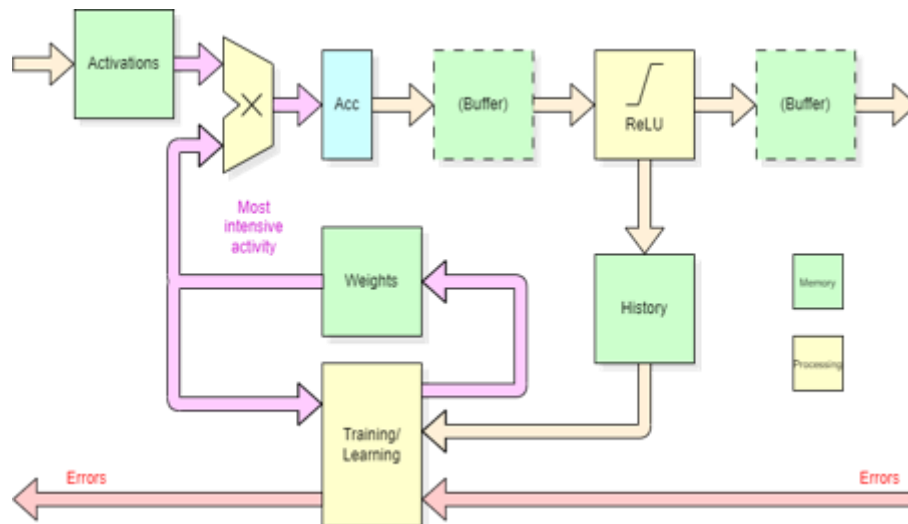 Activations
Acc
(Buffer)
ReLU
(Buffer)
Most
intensive
activity
Weights
History
Memory
Processing
Training/
Learning
Errors
Errors